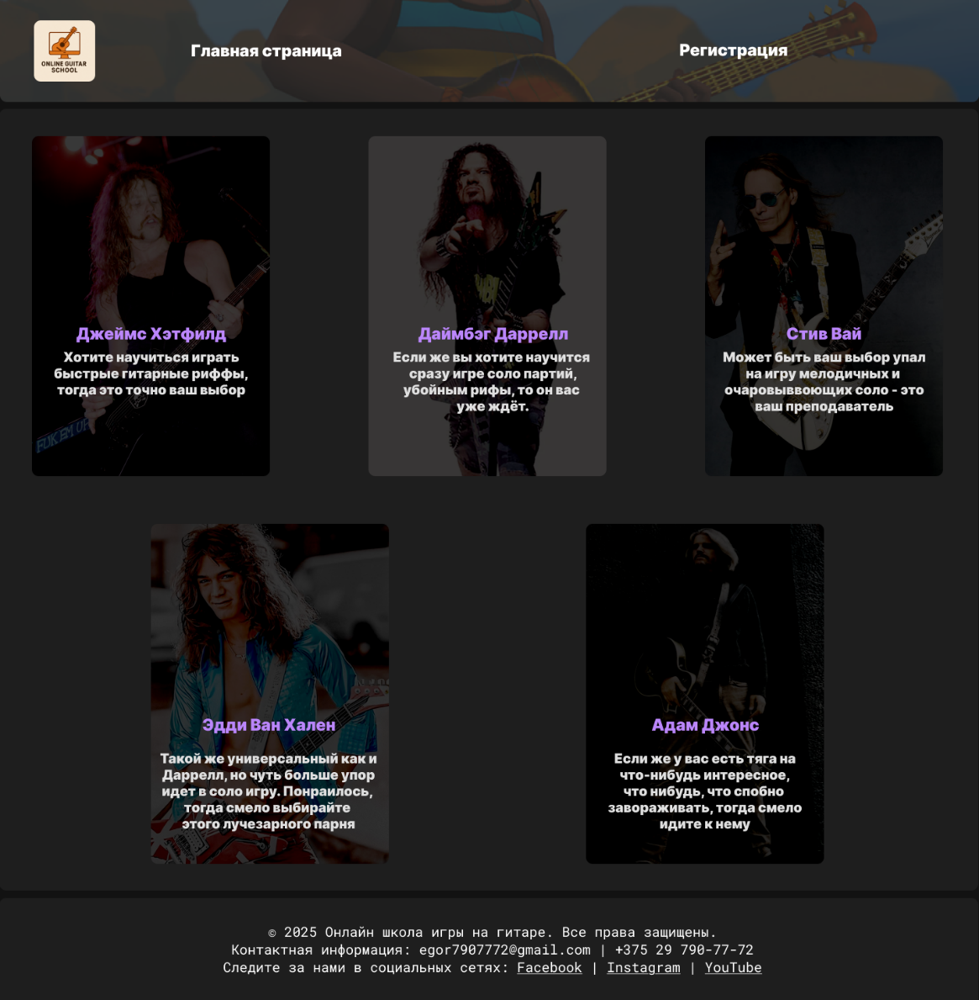 ONLINE GUITAR
SCHOOL
Главная страница
Регистрация
Джеймс Хэтфилд
Хотите научиться играть
быстрые гитарные риффы,
тогда это точно ваш выбор
FUK EM UP
Даймбэг Даррелл
Если же вы хотите научится
сразу игре соло партий,
убойным рифы, то он вас
уже ждёт.
Стив Вай
Может быть ваш выбор упал
на игру мелодичных и
очаровыввоющих соло - это
ваш преподаватель
Эдди Ван Хален
Такой же универсальный как и
Даррелл, но чуть больше упор
идет в соло игру. Понраилось,
тогда смело выбирайте
этого лучезарного парня
Адам Джонс
Если же у вас есть тяга на
что-нибудь интересное,
что нибудь, что спобно
завораживать, тогда смело
идите к нему
© 2025 Онлайн школа игры на гитаре. Все права защищены.
Контактная информация: egor7907772@gmail.com | +375 29 790-77-72
Следите за нами в социальных сетях: Facebook | Instagram | YouTube